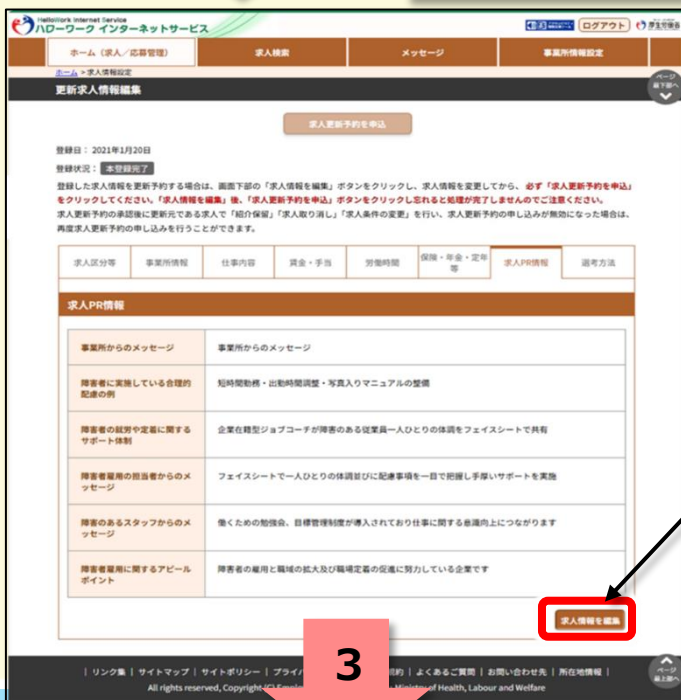 HelloWork Internet Service
ハローワーク インターネットサービス
ログアウト
ホーム（求人／応募管理）
求人検索
メッセージ
事業所情報設定
ホーム > 求人情報設定
更新求人情報編集
ページ最下部へ
求人更新予約を申込
登録日： 2021年1月20日
登録状況： 本登録完了
登録した求人情報を更新予約する場合は、画面下部の「求人情報を編集」ボタンをクリックし、求人情報を変更してから、必ず「求人更新予約を申込」
をクリックしてください。「求人情報を編集」後、「求人更新予約を申込」ボタンをクリックし忘れると処理が完了しませんのでご注意ください。
求人更新予約の承認後に更新元である求人で「紹介保留」「求人取り消し」「求人条件の変更」を行い、求人更新予約の申し込みが無効になった場合は、
再度求人更新予約の申し込みを行うことができます。
求人区分等
事業所情報
仕事内容
賃金・手当
労働時間
保険・年金・定年
等
求人PR情報
選考方法
求人PR情報
事業所からのメッセージ
事業所からのメッセージ
障害者に実施している合理的
配慮の例
短時間勤務・出勤時間調整・写真入りマニュアルの整備
障害者の就労や定着に関する
サポート体制
企業在籍型ジョブコーチが障害のある従業員一人ひとりの体調をフェイスシートで共有
障害者雇用の担当者からのメ
ッセージ
フェイスシートで一人ひとりの体調並びに配慮事項を一目で把握し手厚いサポートを実施
障害のあるスタッフからのメ
ッセージ
働くための勉強会、目標管理制度が導入されており仕事に関する意識向上につながります
障害者雇用に関するアピール
ポイント
障害者の雇用と職域の拡大及び職場定着の促進に努力している企業です
求人情報を編集
3
| リンク集 | サイトマップ | サイトポリシー | プライバ
規約 | よくあるご質問 | お問い合わせ先 | 所在地情報 |
ページ最上部へ
All rights reserved, Copyright (C) Empl
Ministry of Health, Labour and Welfare